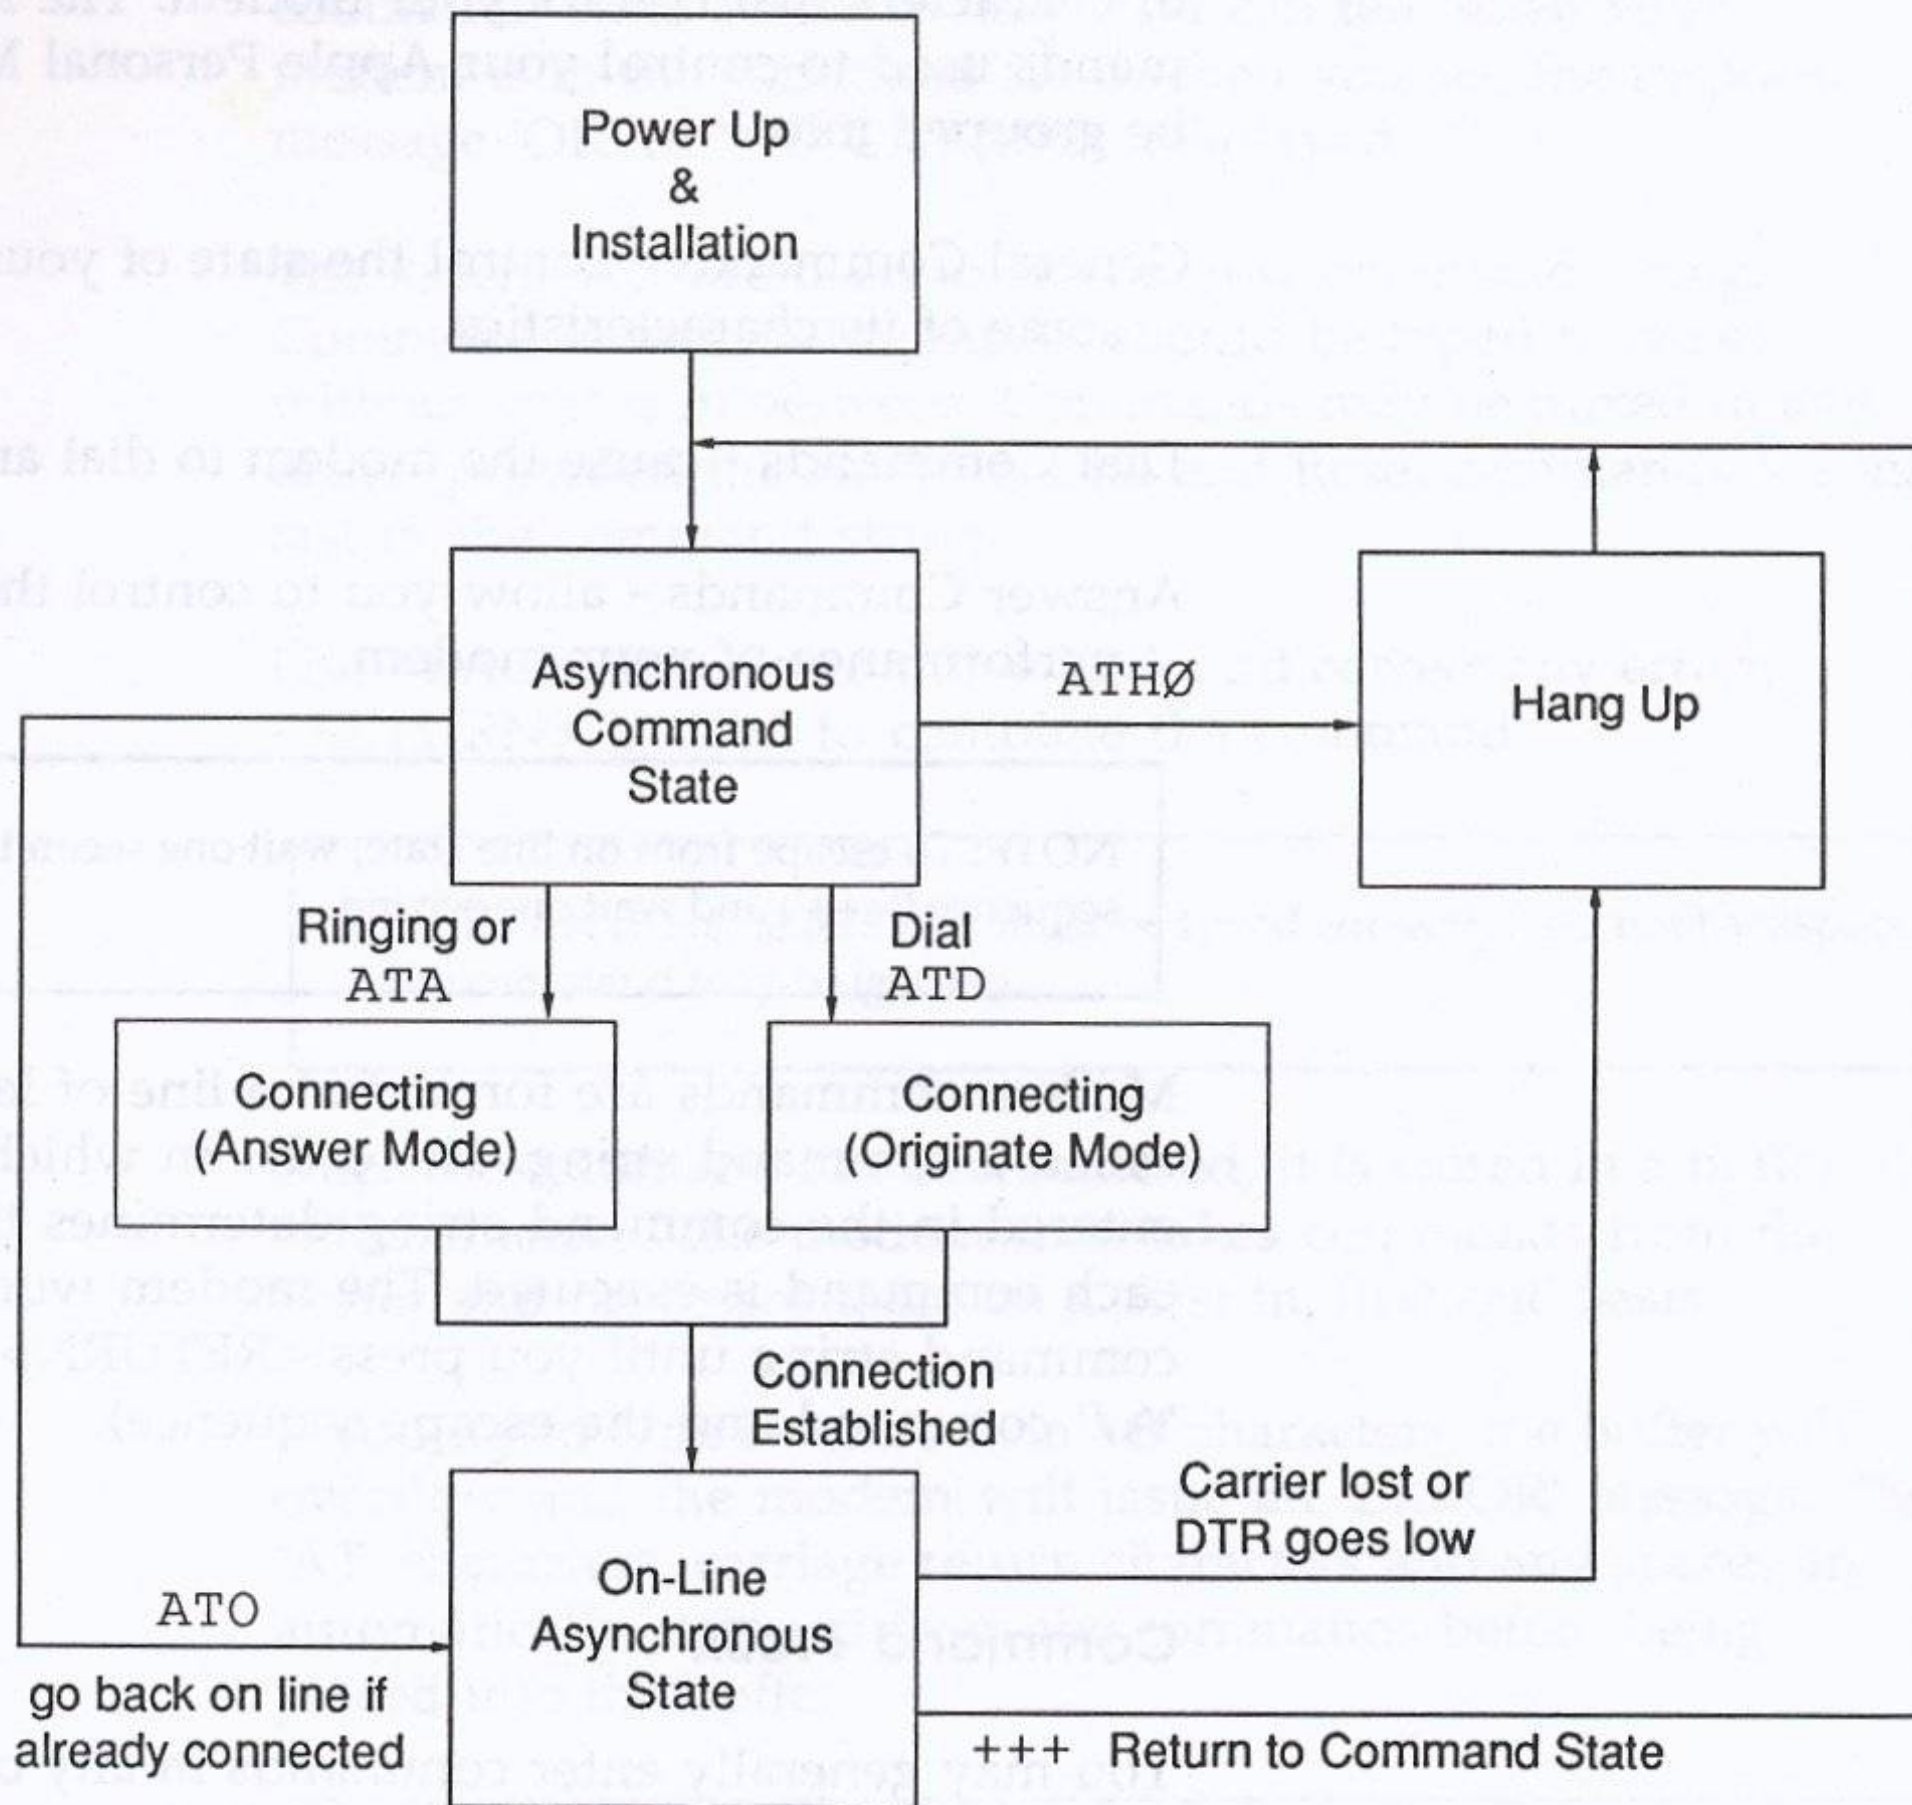 Power Up
&
Installation
Asynchronous
Command
State
ATHØ
Hang Up
Ringing or
ATA
Dial
ATD
Connecting
(Answer Mode)
Connecting
(Originate Mode)
Connection
Established
Carrier lost or
DTR goes low
On-Line
Asynchronous
State
ATO
go back on line if
already connected
+++ Return to Command State